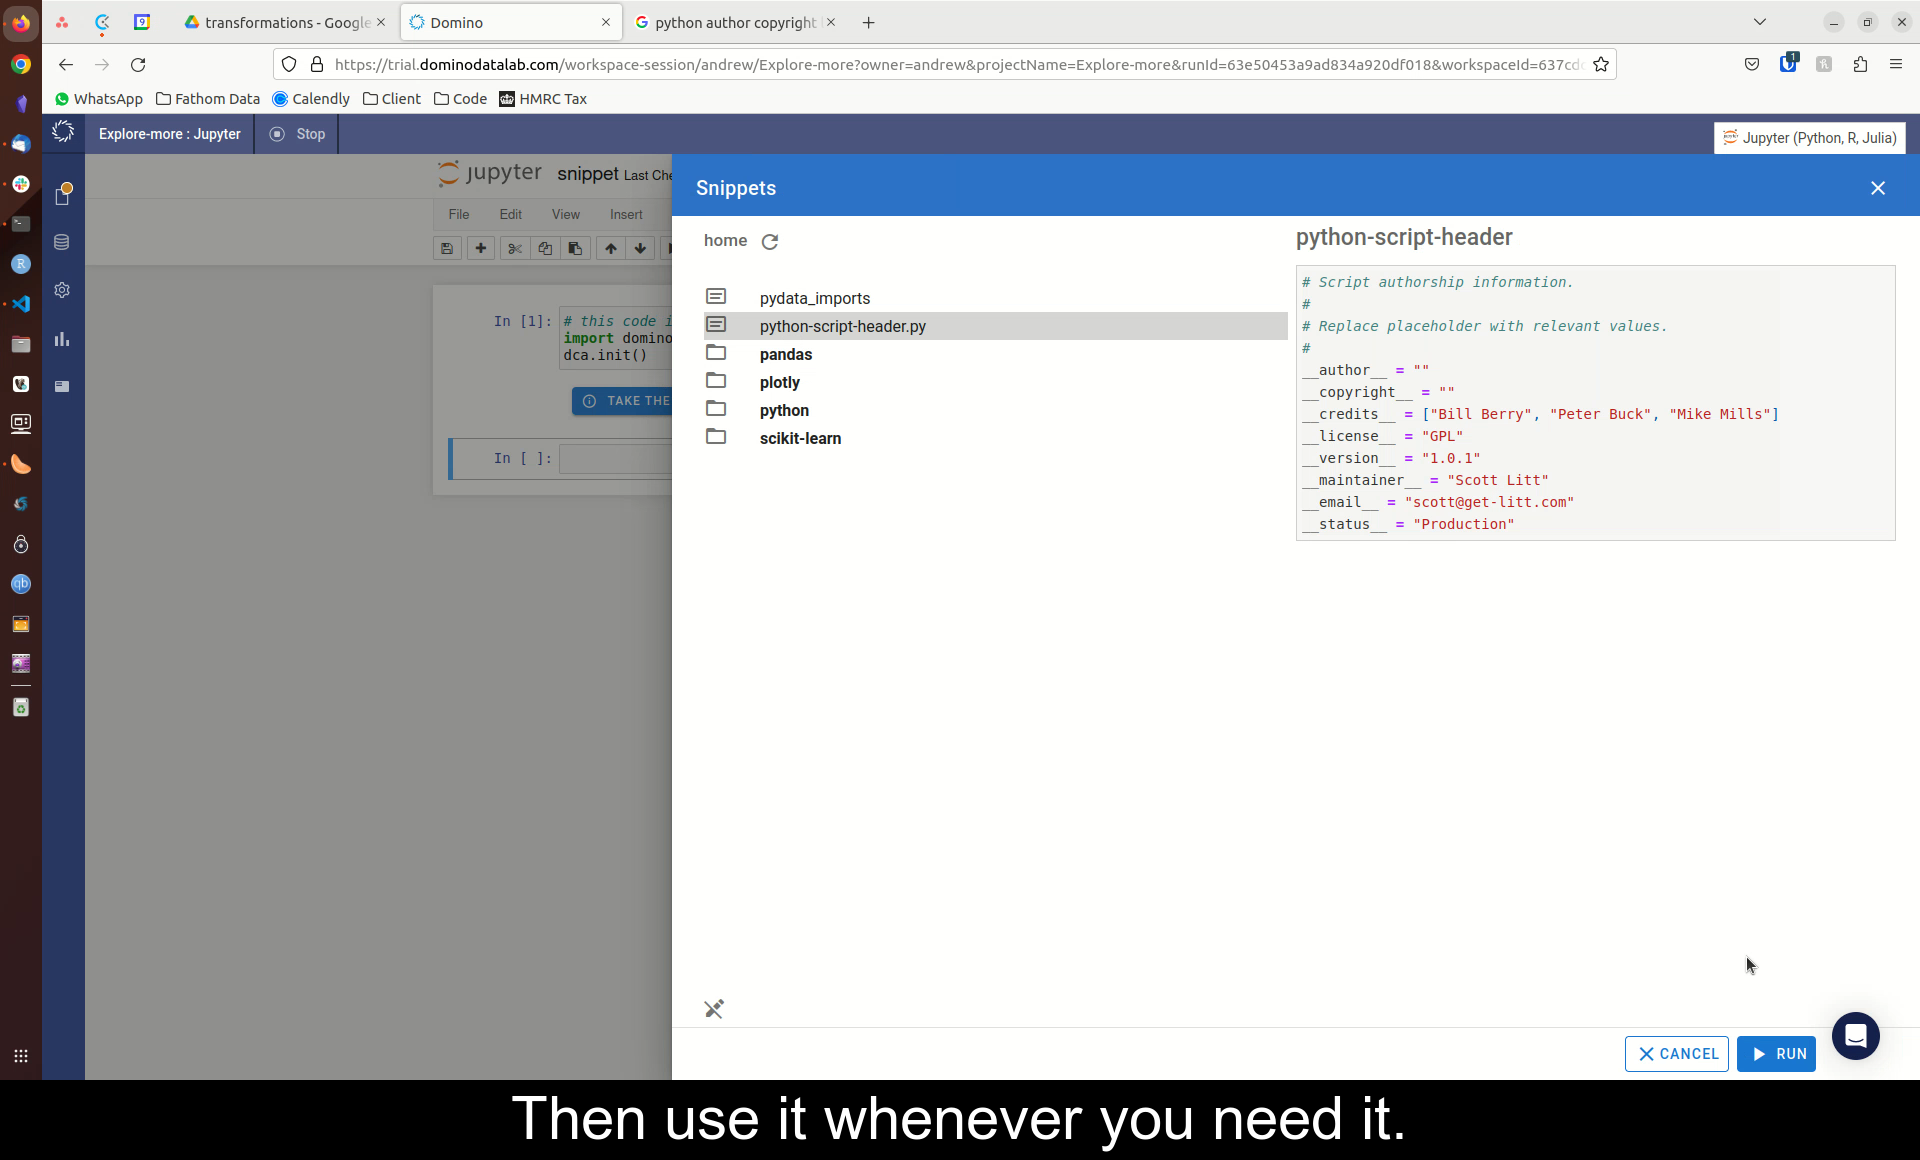 transformations - Google
Domino
python author copyright
https://trial.dominodatalab.com/workspace-session/andrew/Explore-more?owner=andrew&projectName=Explore-more&runId=63e50453a9ad834a920df018&workspaceId=637cd
WhatsApp
Fathom Data
Calendly
Client
Code
HMRC Tax
Explore-more : Jupyter
Stop
Jupyter (Python, R, Julia)
jupyter
snippet Last Che
File Edit View Insert
In [1]: # this code i
import domino
dca.init()
TAKE THE
In [ ]:
Snippets
home
pydata_imports
python-script-header.py
pandas
plotly
python
scikit-learn
python-script-header
# Script authorship information.
#
# Replace placeholder with relevant values.
#
__author__ = ""
__copyright__ = ""
__credits__ = ["Bill Berry", "Peter Buck", "Mike Mills"]
__license__ = "GPL"
__version__ = "1.0.1"
__maintainer__ = "Scott Litt"
__email__ = "scott@get-litt.com"
__status__ = "Production"
CANCEL
RUN
Then use it whenever you need it.